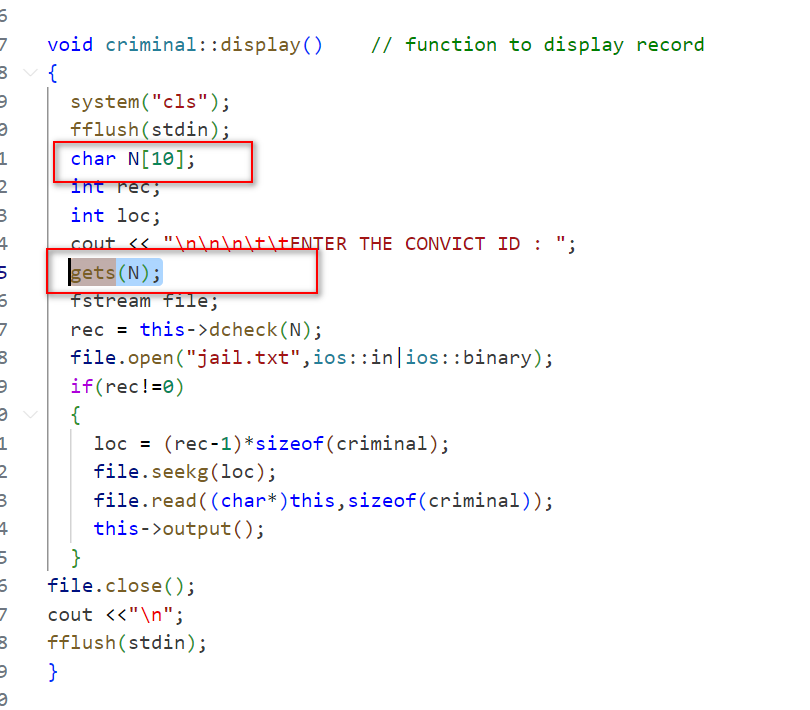 6
7 void criminal::display()    // function to display record
8 {
9   system("cls");
0   fflush(stdin);
1   char N[10];
2   int rec;
3   int loc;
4   cout << "\n\n\n\t\tENTER THE CONVICT ID : ";
5   gets(N);
6   fstream file;
7   rec = this->dcheck(N);
8   file.open("jail.txt",ios::in|ios::binary);
9   if(rec!=0)
0   {
1     loc = (rec-1)*sizeof(criminal);
2     file.seekg(loc);
3     file.read((char*)this,sizeof(criminal));
4     this->output();
5   }
6 file.close();
7 cout <<"\n";
8 fflush(stdin);
9 }
0